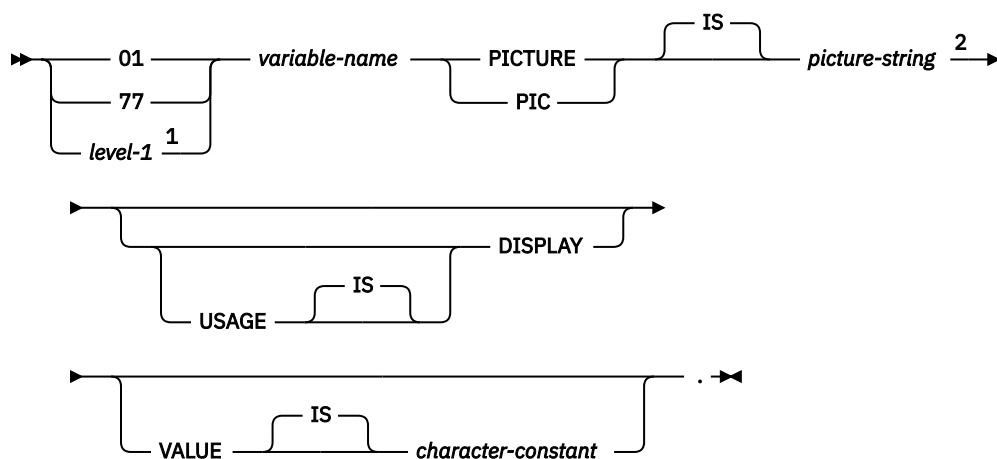 IS
01 variable-name PICTURE picture-string 2
77 PIC
level-1 1
DISPLAY
IS
USAGE
.
IS
VALUE character-constant